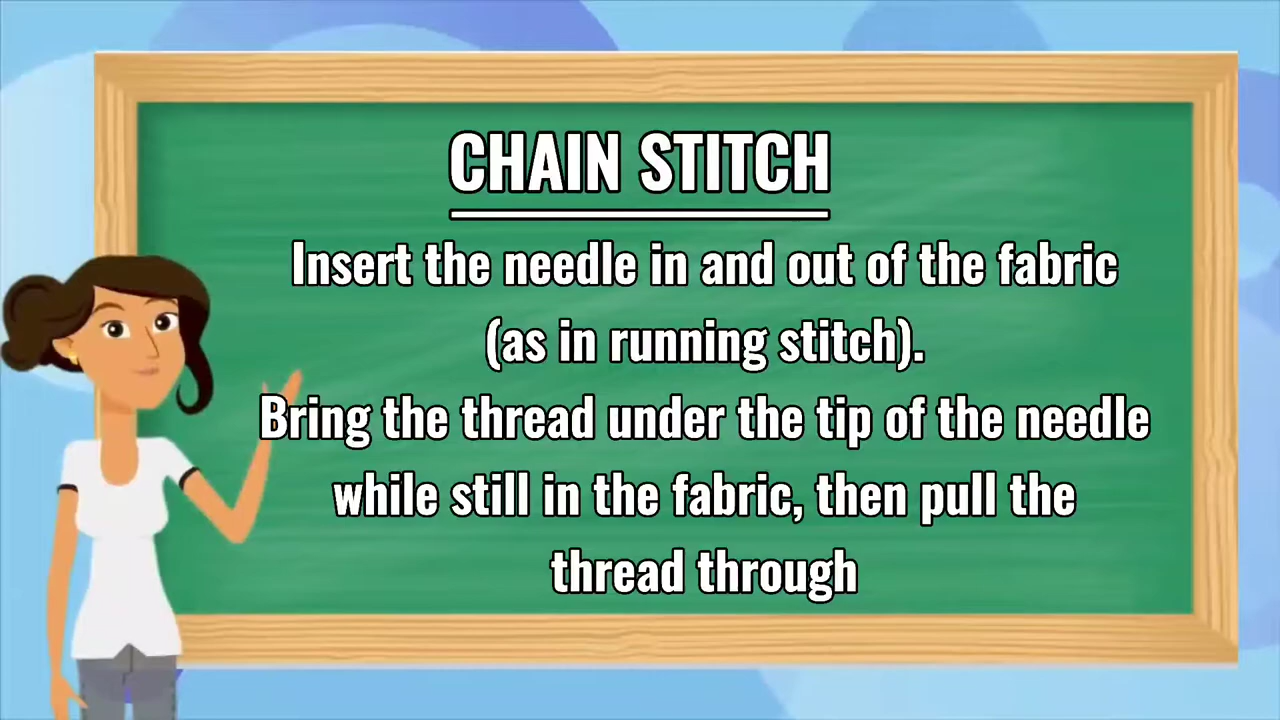 CHAIN STITCH
Insert the needle in and out of the fabric
(as in running stitch).
Bring the thread under the tip of the needle
while still in the fabric, then pull the
thread through